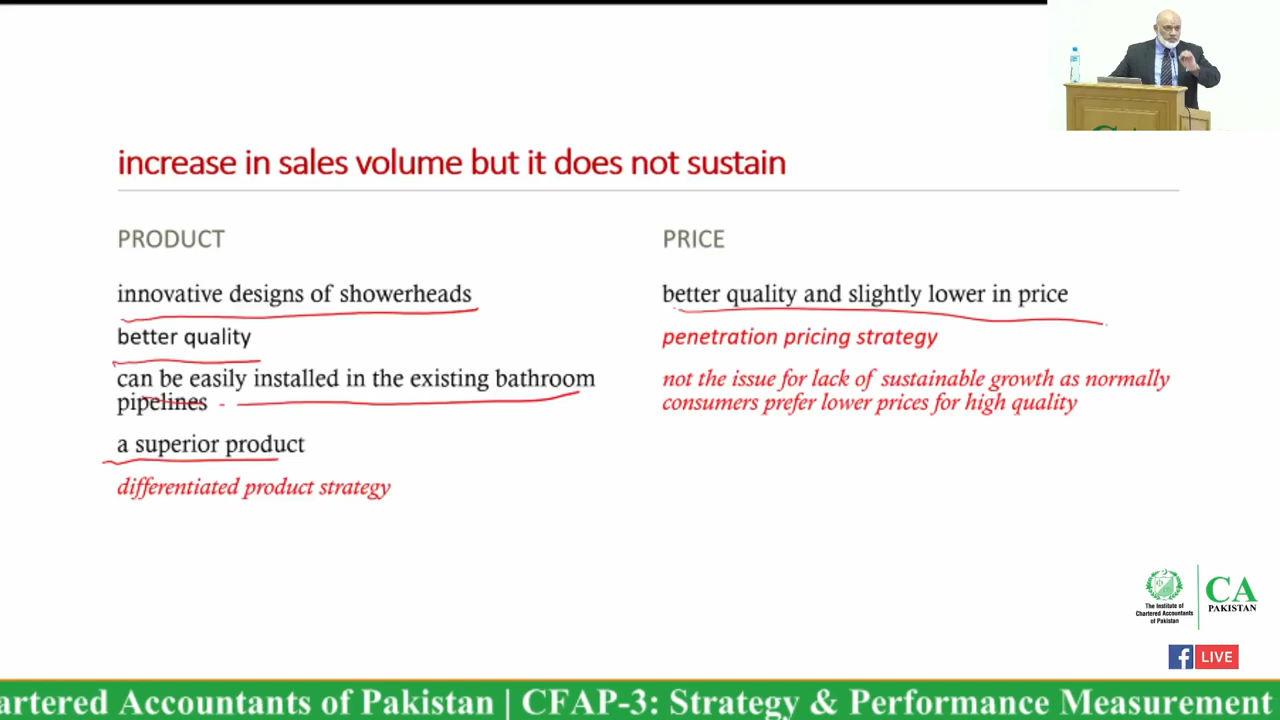 increase in sales volume but it does not sustain
PRODUCT
innovative designs of showerheads
better quality
can be easily installed in the existing bathroom
pipelines
a superior product
differentiated product strategy
PRICE
better quality and slightly lower in price
penetration pricing strategy
not the issue for lack of sustainable growth as normally
consumers prefer lower prices for high quality
The Institute of
Chartered Accountants
of Pakistan
CA
PAKISTAN
LIVE
artered Accountants of Pakistan | CFAP-3: Strategy & Performance Measurement